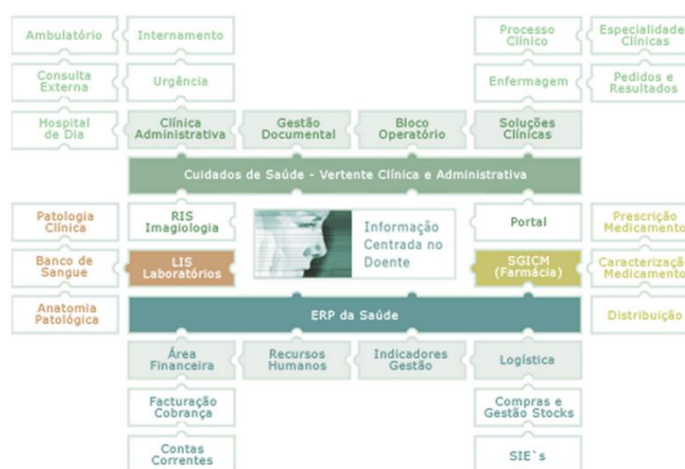 Ambulatório
Internamento
Processo
Clínico
Especialidades
Clínicas
Consulta
Externa
Urgência
Enfermagem
Pedidos e
Resultados
Hospital
de Dia
Clínica
Administrativa
Gestão
Documental
Bloco
Operatório
Soluções
Clínicas
Cuidados de Saúde - Vertente Clínica e Administrativa
Patologia
Clínica
RIS
Imagiologia
Informação
Centrada no
Doente
Portal
Prescrição
Medicamento
Banco de
Sangue
LIS
Laboratórios
SGICM
(Farmácia)
Caracterização
Medicamento
Anatomia
Patológica
ERP da Saúde
Distribuição
Área
Financeira
Recursos
Humanos
Indicadores
Gestão
Logística
Facturação
Cobrança
Compras e
Gestão Stocks
Contas
Correntes
SIE`s